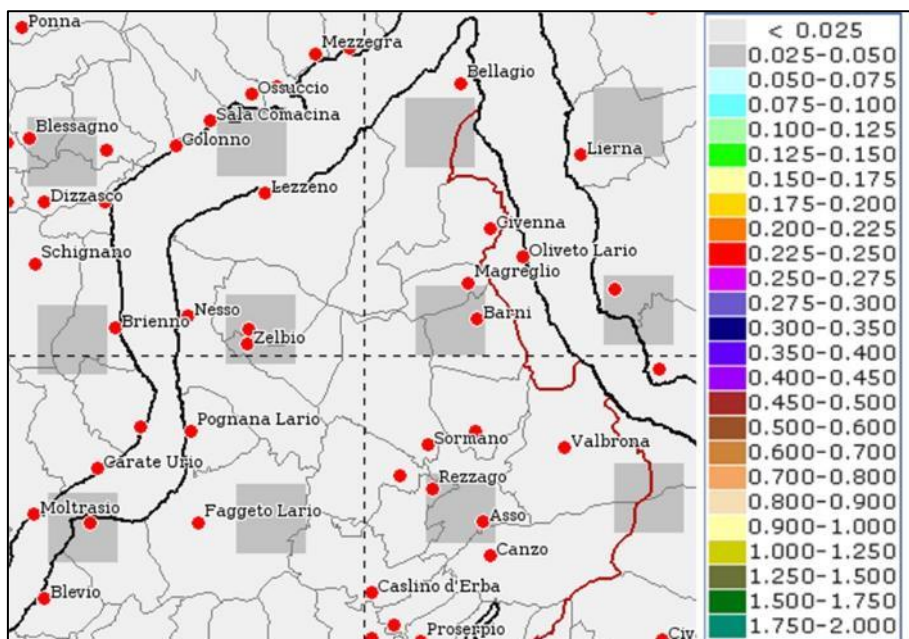 Ponna
Mezzegra
Bellagio
Ossuccio
Sala Comacina
Blessagno
Colonno
Lierna
Dizzasco
Lezzeno
Civenna
Schignano
Oliveto Lario
Magreglio
Nesso
Barni
Brienno
Zelbio
Pognana Lario
Sormano
Valbrona
Carate Urio
Rezzago
Moltrasio
Faggeto Lario
Asso
Canzo
Blevio
Caslino d'Erba
Proserpio
Civ
< 0.025
0.025-0.050
0.050-0.075
0.075-0.100
0.100-0.125
0.125-0.150
0.150-0.175
0.175-0.200
0.200-0.225
0.225-0.250
0.250-0.275
0.275-0.300
0.300-0.350
0.350-0.400
0.400-0.450
0.450-0.500
0.500-0.600
0.600-0.700
0.700-0.800
0.800-0.900
0.900-1.000
1.000-1.250
1.250-1.500
1.500-1.750
1.750-2.000